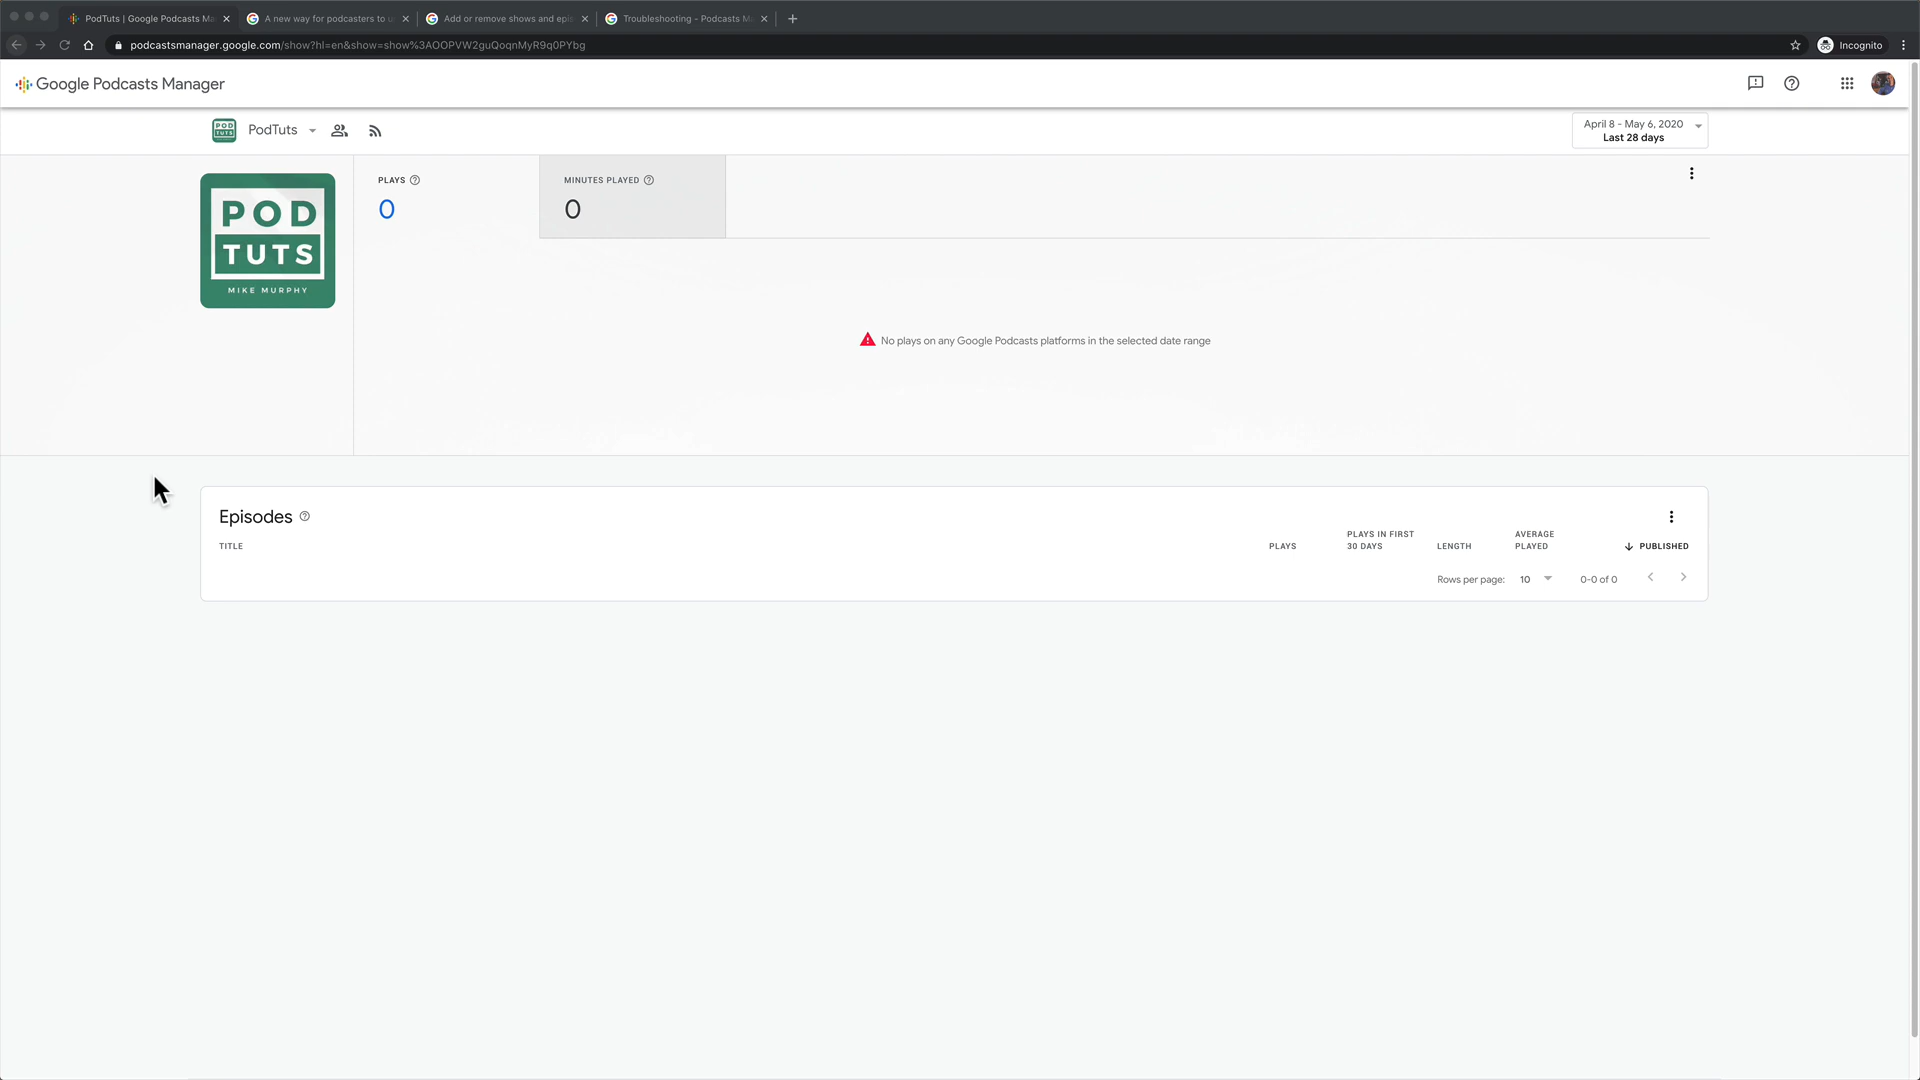 PodTuts | Google Podcasts Ma
A new way for podcasters to u
Add or remove shows and epi
Troubleshooting - Podcasts M
podcastsmanager.google.com/show?hl=en&show=show%3AOOPVW2guQoqnMyR9q0PYbg
Incognito
Google Podcasts Manager
POD
TUTS
PodTuts
April 8 - May 6, 2020
Last 28 days
POD
TUTS
MIKE MURPHY
PLAYS
0
MINUTES PLAYED
0
No plays on any Google Podcasts platforms in the selected date range
Episodes
TITLE
PLAYS
PLAYS IN FIRST
30 DAYS
LENGTH
AVERAGE
PLAYED
PUBLISHED
Rows per page: 10
0-0 of 0